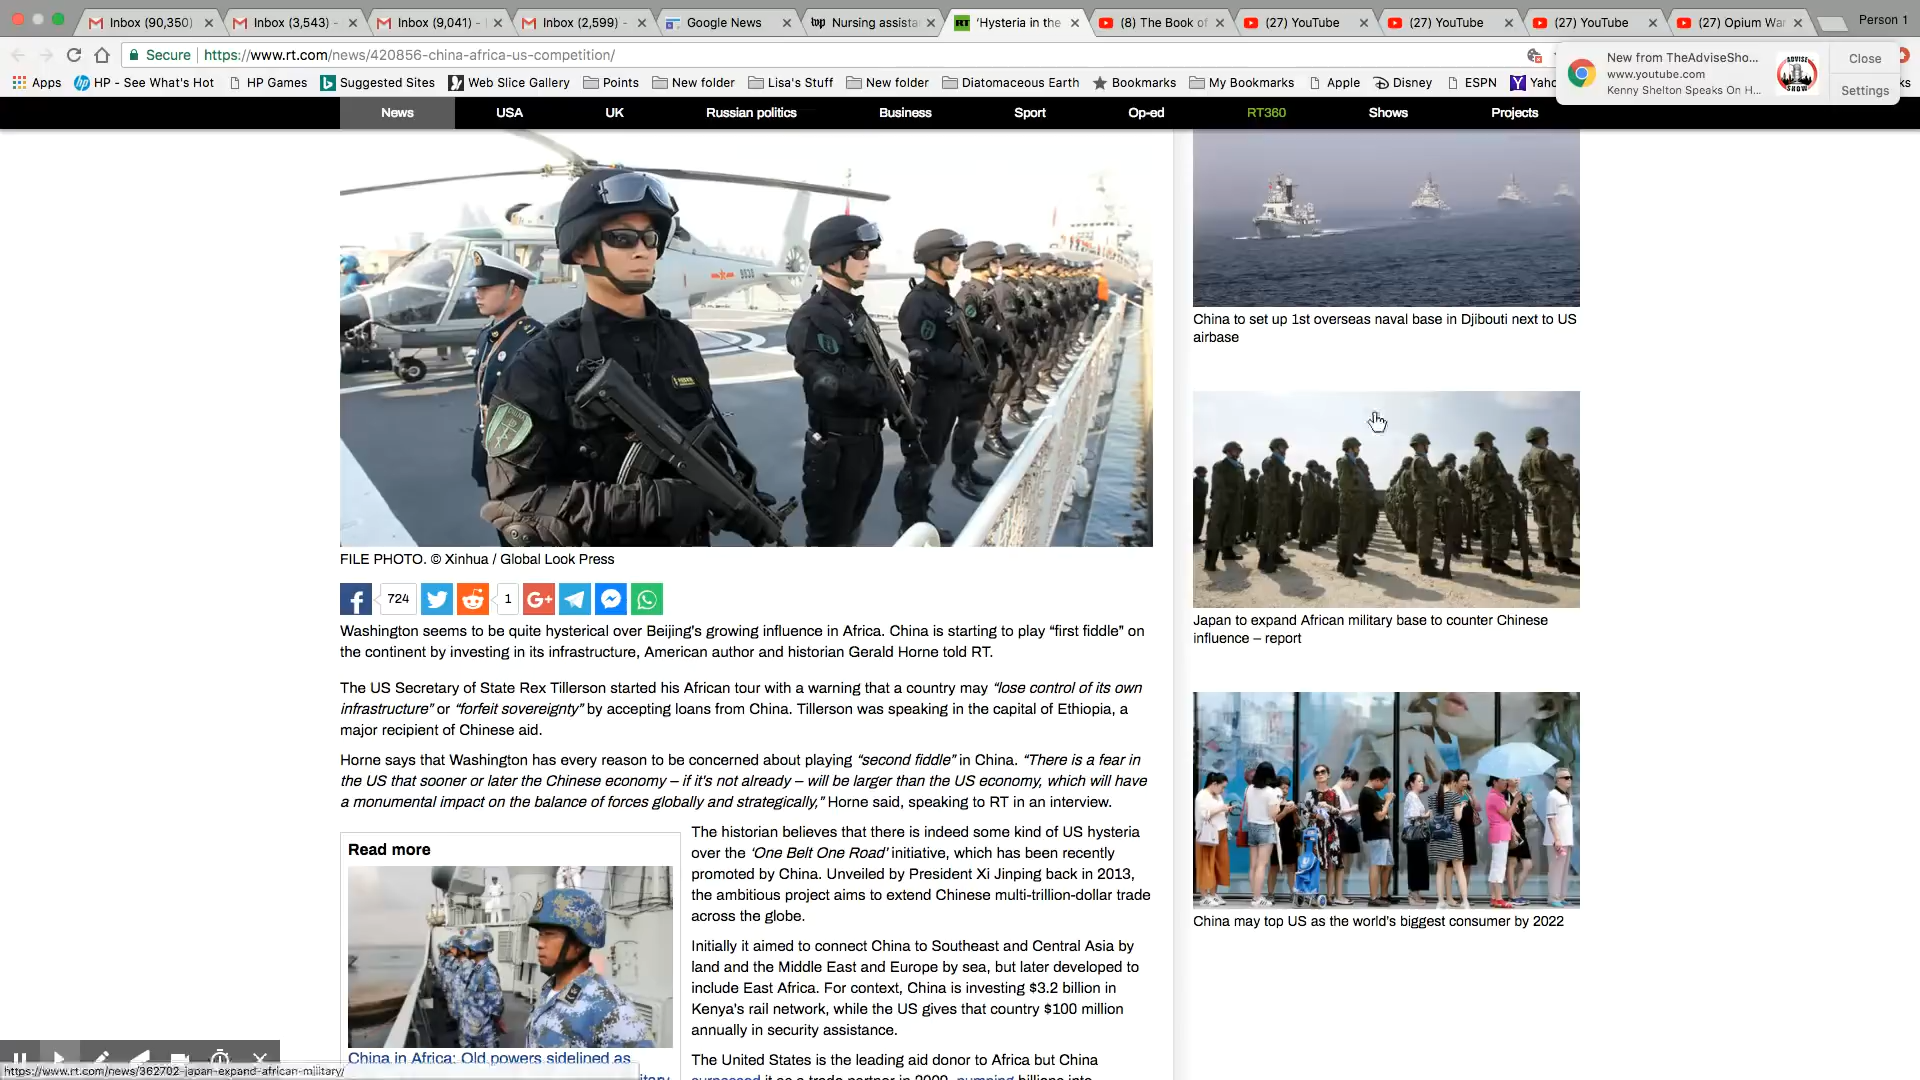 Inbox (90,350)
Inbox (3,543) -
Inbox (9,041) -
Inbox (2,599) -
Google News
wp Nursing assista
RT 'Hysteria in the
(8) The Book of
(27) YouTube
(27) YouTube
(27) YouTube
(27) Opium War
Person 1
Secure
https://www.rt.com/news/420856-china-africa-us-competition/
Apps
HP - See What's Hot
HP Games
Suggested Sites
Web Slice Gallery
Points
New folder
Lisa's Stuff
New folder
Diatomaceous Earth
Bookmarks
My Bookmarks
Apple
Disney
ESPN
New from TheAdviseSho...
www.youtube.com
Kenny Shelton Speaks On H...
ADVISE
SHOW
Close
Settings
News
USA
UK
Russian politics
Business
Sport
Op-ed
RT360
Shows
Projects
FILE PHOTO. © Xinhua / Global Look Press
724
1
G+
Washington seems to be quite hysterical over Beijing's growing influence in Africa. China is starting to play “first fiddle” on
the continent by investing in its infrastructure, American author and historian Gerald Horne told RT.
The US Secretary of State Rex Tillerson started his African tour with a warning that a country may “lose control of its own
infrastructure” or “forfeit sovereignty” by accepting loans from China. Tillerson was speaking in the capital of Ethiopia, a
major recipient of Chinese aid.
Horne says that Washington has every reason to be concerned about playing “second fiddle” in China. “There is a fear in
the US that sooner or later the Chinese economy – if it's not already – will be larger than the US economy, which will have
a monumental impact on the balance of forces globally and strategically,” Horne said, speaking to RT in an interview.
Read more
China in Africa: Old powers sidelined as
The historian believes that there is indeed some kind of US hysteria
over the ‘One Belt One Road’ initiative, which has been recently
promoted by China. Unveiled by President Xi Jinping back in 2013,
the ambitious project aims to extend Chinese multi-trillion-dollar trade
across the globe.
Initially it aimed to connect China to Southeast and Central Asia by
land and the Middle East and Europe by sea, but later developed to
include East Africa. For context, China is investing $3.2 billion in
Kenya's rail network, while the US gives that country $100 million
annually in security assistance.
The United States is the leading aid donor to Africa but China
China to set up 1st overseas naval base in Djibouti next to US
airbase
Japan to expand African military base to counter Chinese
influence – report
China may top US as the world's biggest consumer by 2022
https://www.rt.com/news/362702-japan-expand-african-military/